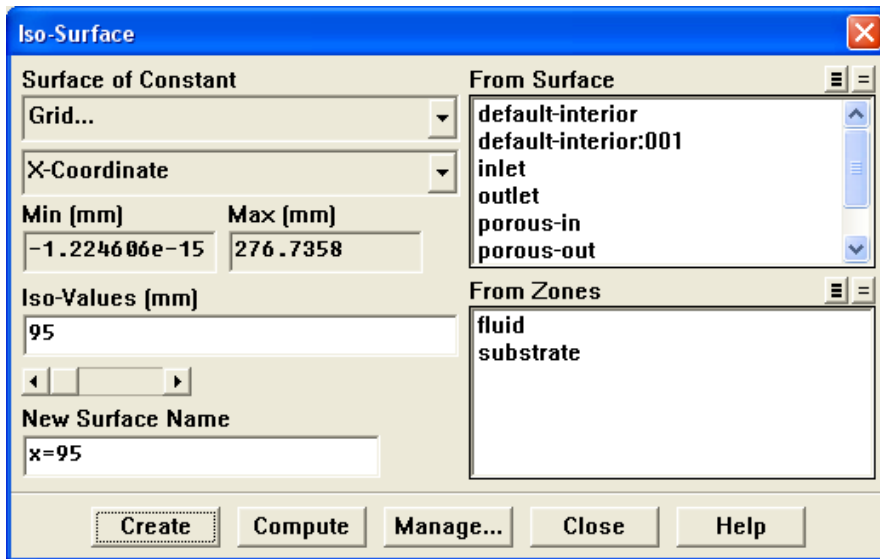 Iso-Surface
Surface of Constant
Grid...
X-Coordinate
Min (mm) Max (mm)
-1.224606e-15 276.7358
Iso-Values (mm)
95
New Surface Name
x=95
From Surface
default-interior
default-interior:001
inlet
outlet
porous-in
porous-out
From Zones
fluid
substrate
Create Compute Manage... Close Help